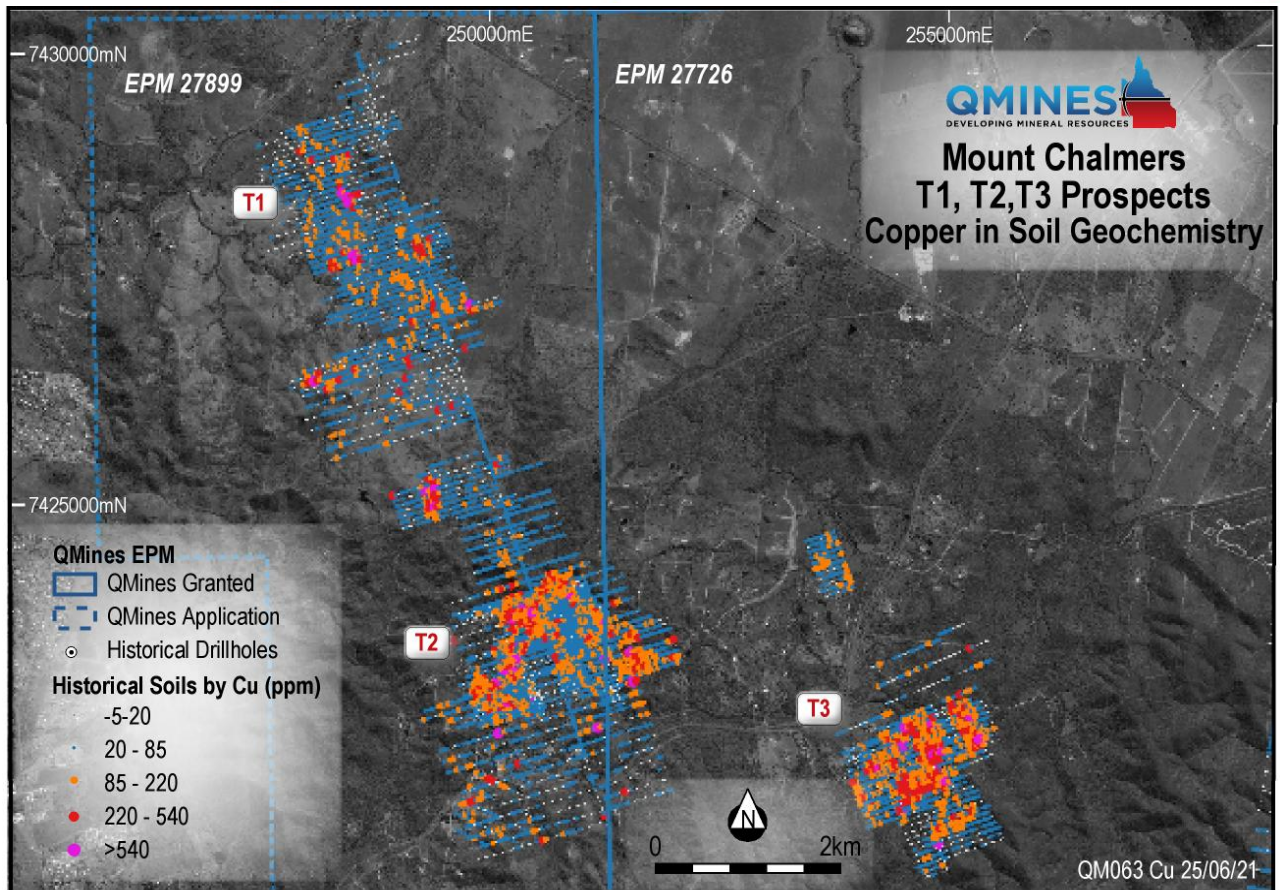 250000mE
255000mE
7430000mN
EPM 27899
EPM 27726
QMINES
DEVELOPING MINERAL RESOURCES
Mount Chalmers
T1, T2,T3 Prospects
Copper in Soil Geochemistry
T1
7425000mN
QMines EPM
QMines Granted
QMines Application
Historical Drillholes
Historical Soils by Cu (ppm)
-5-20
20 - 85
85 - 220
220 - 540
>540
T2
T3
N
0 2km
QM063 Cu 25/06/21